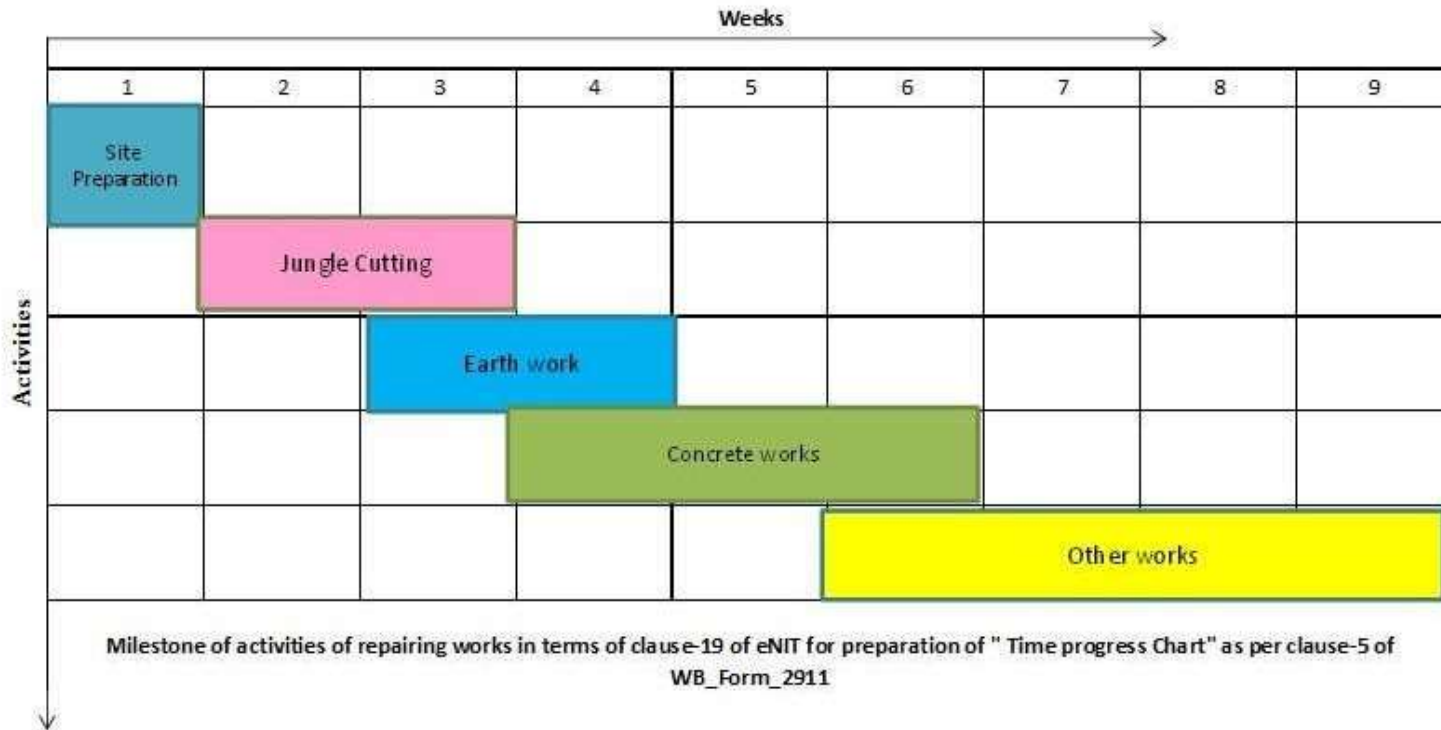 Weeks
1 2 3 4 5 6 7 8 9
Site
Preparation
Jungle Cutting
Activities
Earth work
Concrete works
Other works
Milestone of activities of repairing works in terms of clause-19 of eNIT for preparation of " Time progress Chart" as per clause-5 of
WB_Form_2911